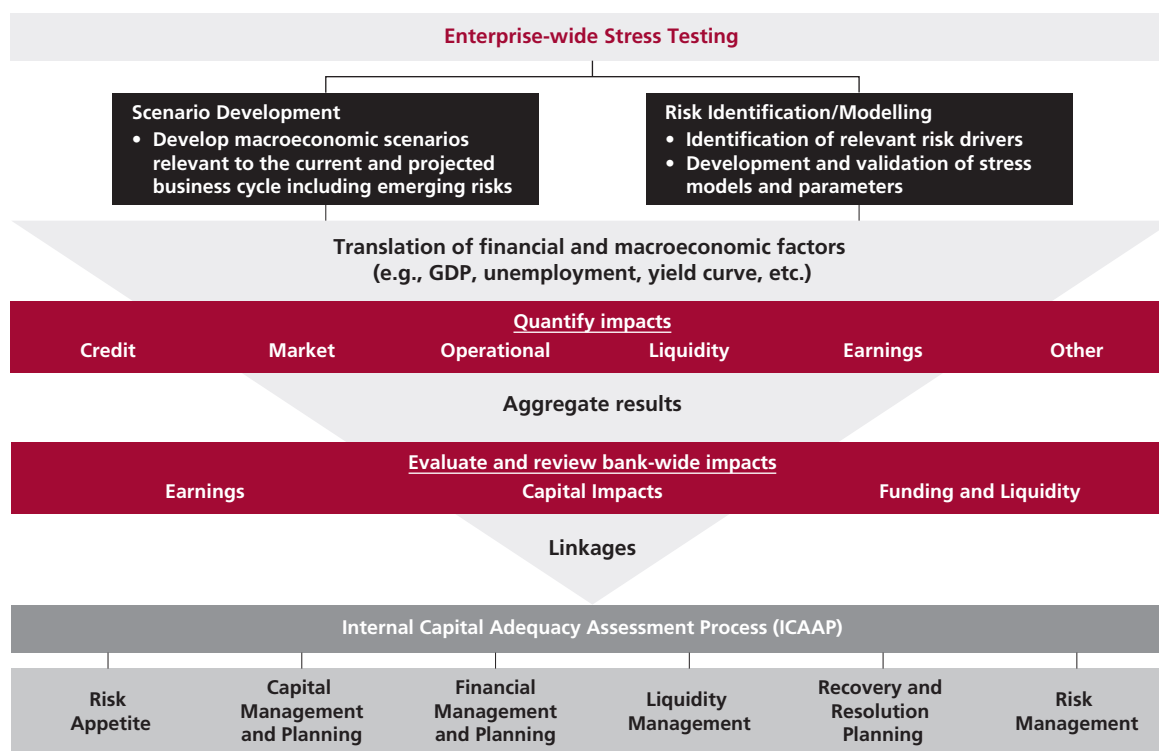 Enterprise-wide Stress Testing
Scenario Development
• Develop macroeconomic scenarios
relevant to the current and projected
business cycle including emerging risks
Risk Identification/Modelling
• Identification of relevant risk drivers
• Development and validation of stress
models and parameters
Translation of financial and macroeconomic factors
(e.g., GDP, unemployment, yield curve, etc.)
Quantify impacts
Credit Market Operational Liquidity Earnings Other
Aggregate results
Evaluate and review bank-wide impacts
Earnings Capital Impacts Funding and Liquidity
Linkages
Internal Capital Adequacy Assessment Process (ICAAP)
Risk
Appetite
Capital
Management
and Planning
Financial
Management
and Planning
Liquidity
Management
Recovery and
Resolution
Planning
Risk
Management